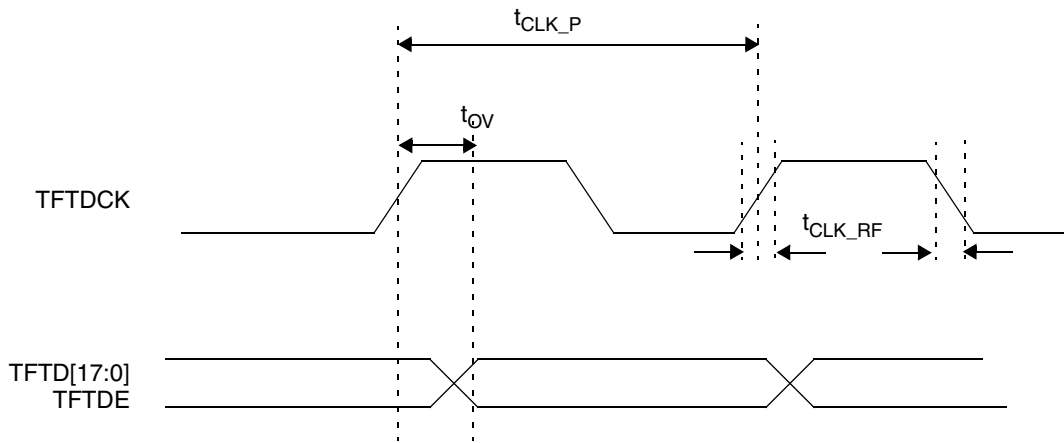 tCLK_P
tOV
TFTDCK
tCLK_RF
TFTD[17:0]
TFTDE